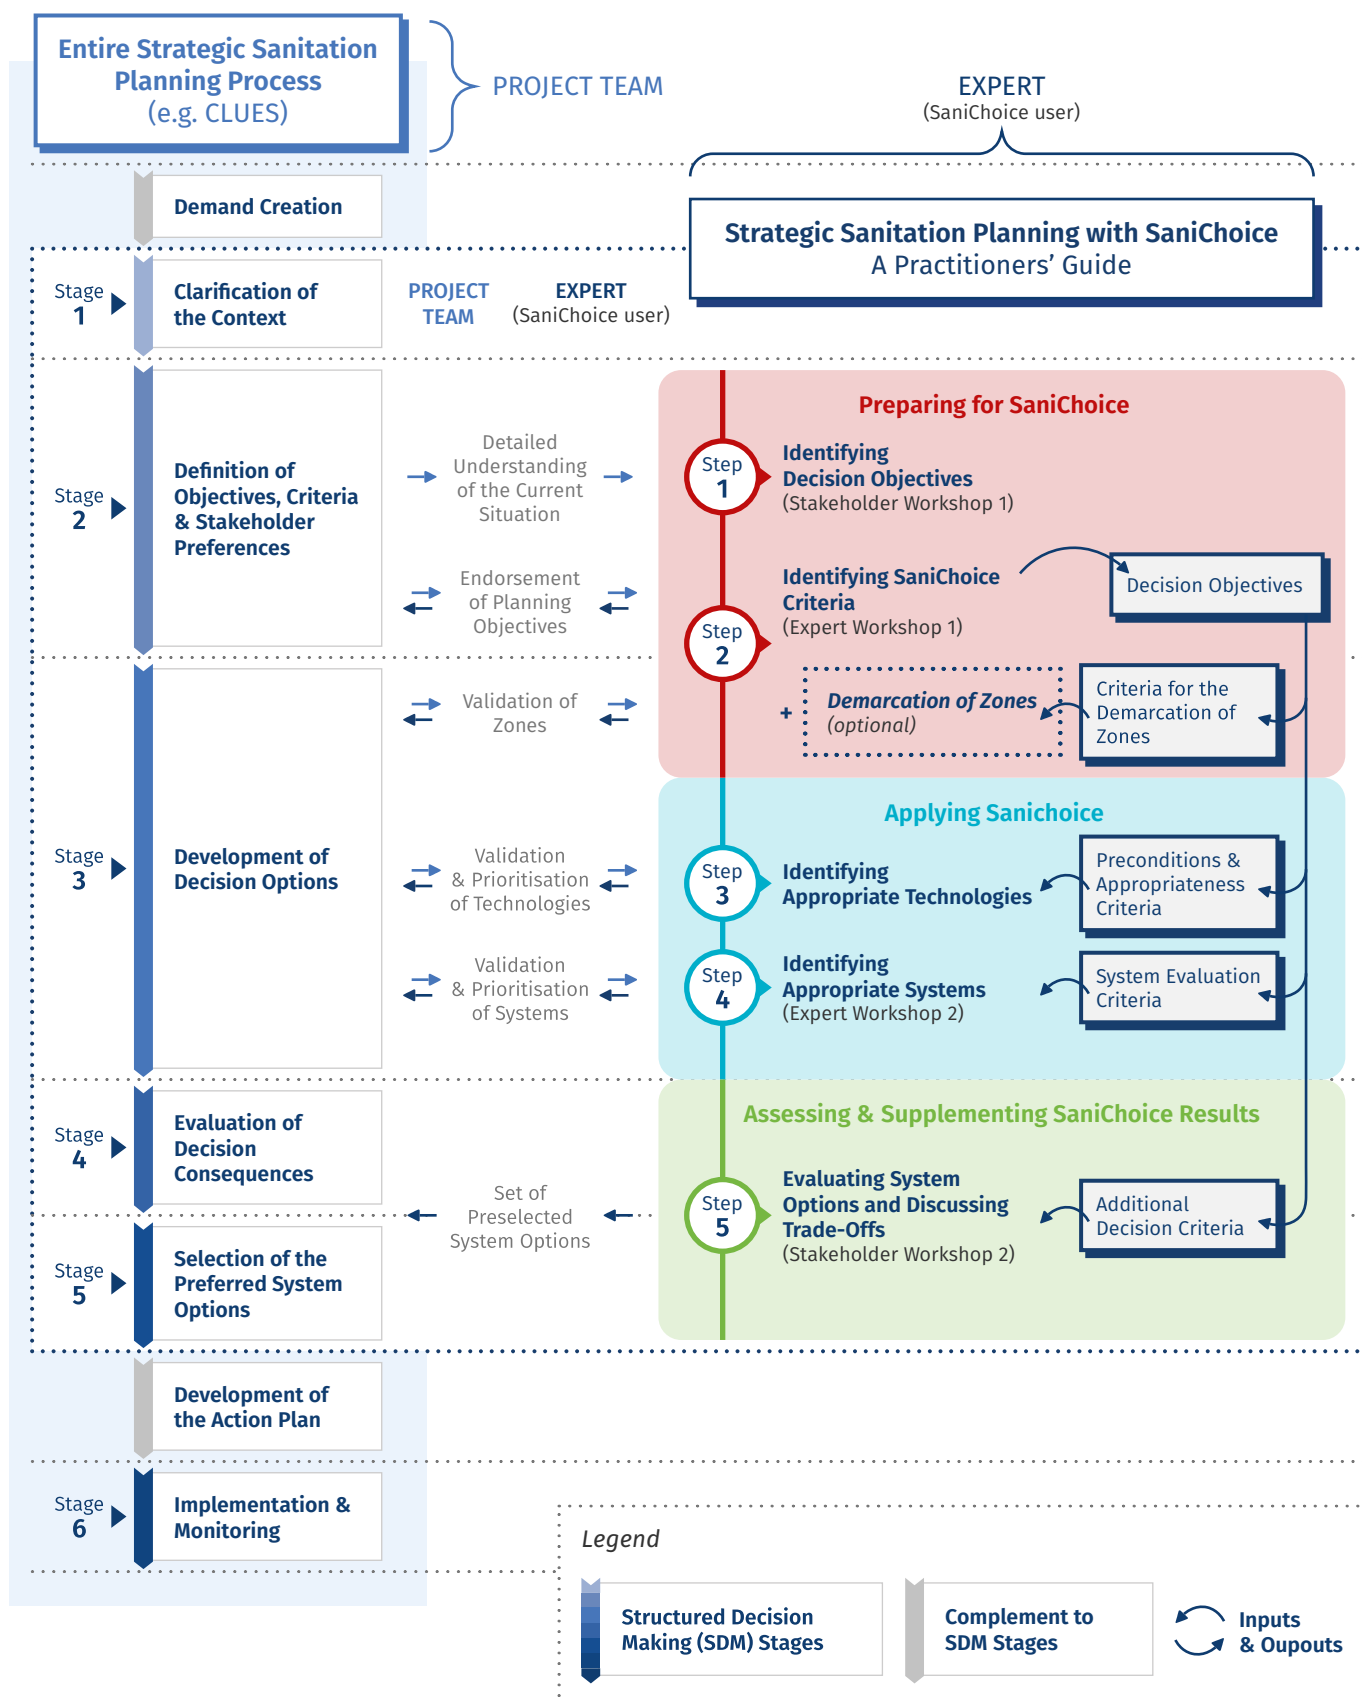 Entire Strategic Sanitation
Planning Process
(e.g. CLUES)
PROJECT TEAM
EXPERT
(SaniChoice user)
Demand Creation
Strategic Sanitation Planning with SaniChoice
A Practitioners’ Guide
Stage
1
Clarification of
the Context
PROJECT
TEAM
EXPERT
(SaniChoice user)
Stage
2
Definition of
Objectives, Criteria
& Stakeholder
Preferences
Detailed
Understanding
of the Current
Situation
Endorsement
of Planning
Objectives
Preparing for SaniChoice
Step
1
Identifying
Decision Objectives
(Stakeholder Workshop 1)
Step
2
Identifying SaniChoice
Criteria
(Expert Workshop 1)
Decision Objectives
+
Demarcation of Zones
(optional)
Criteria for the
Demarcation of
Zones
Stage
3
Development of
Decision Options
Validation of
Zones
Validation
& Prioritisation
of Technologies
Validation
& Prioritisation
of Systems
Applying Sanichoice
Step
3
Identifying
Appropriate Technologies
Preconditions &
Appropriateness
Criteria
Step
4
Identifying
Appropriate Systems
(Expert Workshop 2)
System Evaluation
Criteria
Stage
4
Evaluation of
Decision
Consequences
Set of
Preselected
System Options
Assessing & Supplementing SaniChoice Results
Step
5
Evaluating System
Options and Discussing
Trade-Offs
(Stakeholder Workshop 2)
Additional
Decision Criteria
Stage
5
Selection of the
Preferred System
Options
Development of
the Action Plan
Stage
6
Implementation &
Monitoring
Legend
Structured Decision
Making (SDM) Stages
Complement to
SDM Stages
Inputs
& Oupouts